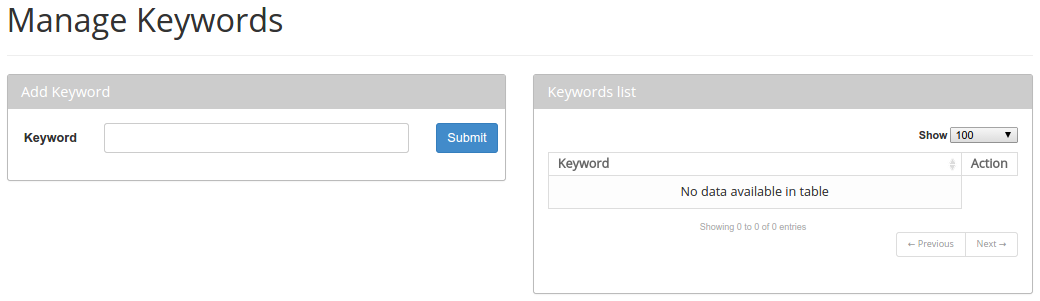 Manage Keywords
Add Keyword
Keyword
Submit
Keywords list
Show 100
Keyword Action
No data available in table
Showing 0 to 0 of 0 entries
← Previous Next →